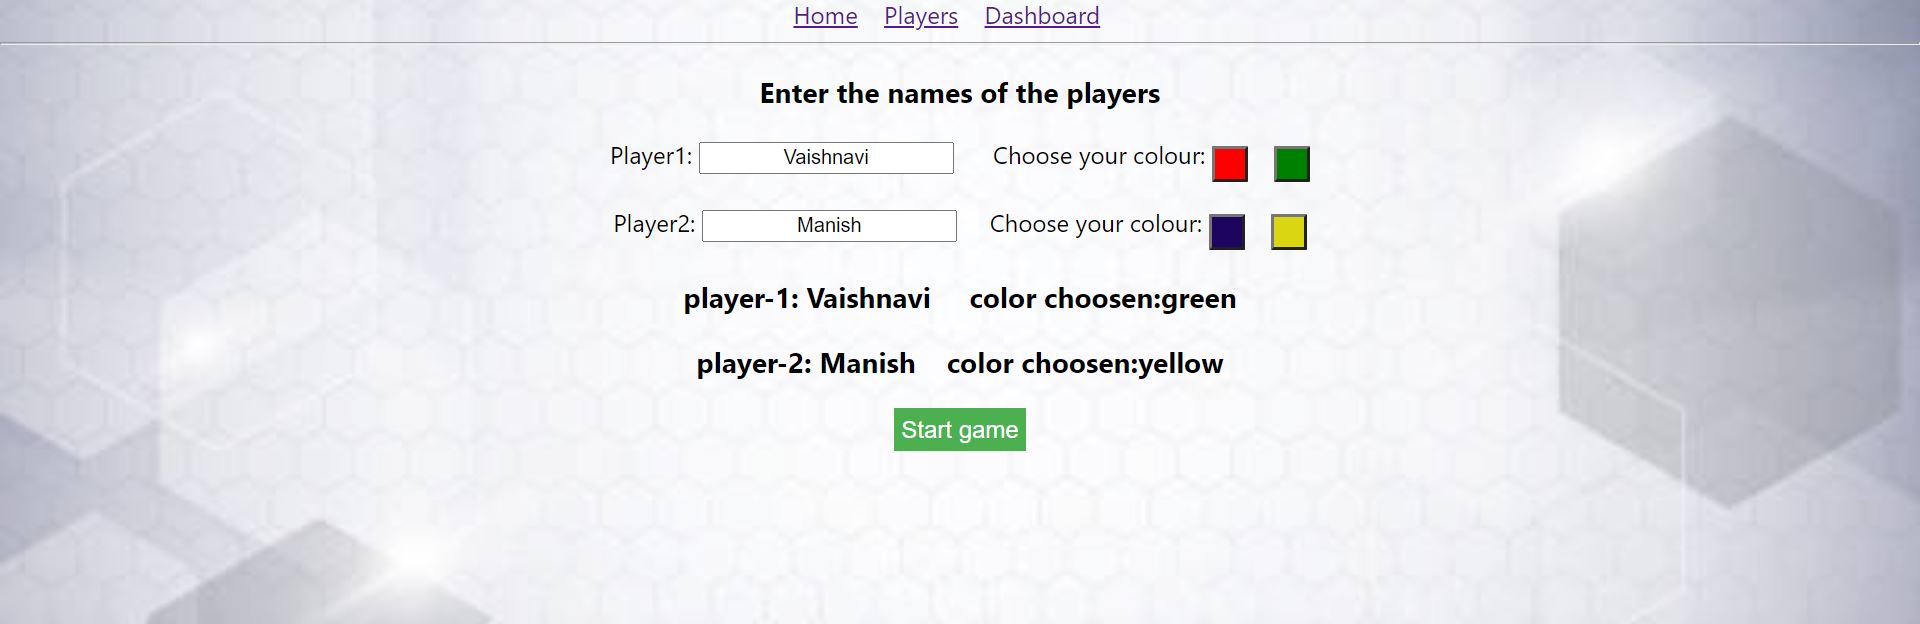 Home Players Dashboard
Enter the names of the players
Player1: Vaishnavi Choose your colour:
Player2: Manish Choose your colour:
player-1: Vaishnavi color choosen:green
player-2: Manish color choosen:yellow
Start game